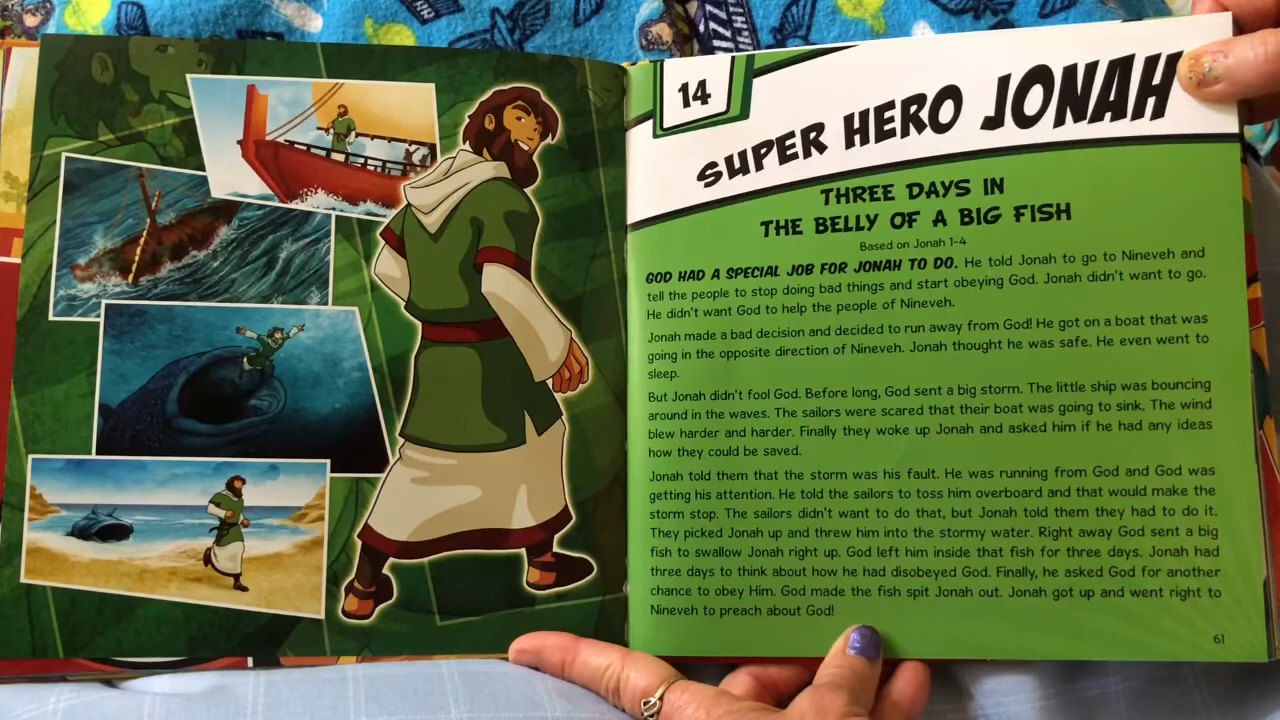 14
SUPER HERO JONAH
THREE DAYS IN
THE BELLY OF A BIG FISH
Based on Jonah 1-4
GOD HAD A SPECIAL JOB FOR JONAH TO DO. He told Jonah to go to Nineveh and
tell the people to stop doing bad things and start obeying God. Jonah didn't want to go.
He didn't want God to help the people of Nineveh.
Jonah made a bad decision and decided to run away from God! He got on a boat that was
going in the opposite direction of Nineveh. Jonah thought he was safe. He even went to
sleep.
But Jonah didn't fool God. Before long, God sent a big storm. The little ship was bouncing
around in the waves. The sailors were scared that their boat was going to sink. The wind
blew harder and harder. Finally they woke up Jonah and asked him if he had any ideas
how they could be saved.
Jonah told them that the storm was his fault. He was running from God and God was
getting his attention. He told the sailors to toss him overboard and that would make the
storm stop. The sailors didn't want to do that, but Jonah told them they had to do it.
They picked Jonah up and threw him into the stormy water. Right away God sent a big
fish to swallow Jonah right up. God left him inside that fish for three days. Jonah had
three days to think about how he had disobeyed God. Finally, he asked God for another
chance to obey Him. God made the fish spit Jonah out. Jonah got up and went right to
Nineveh to preach about God!
61